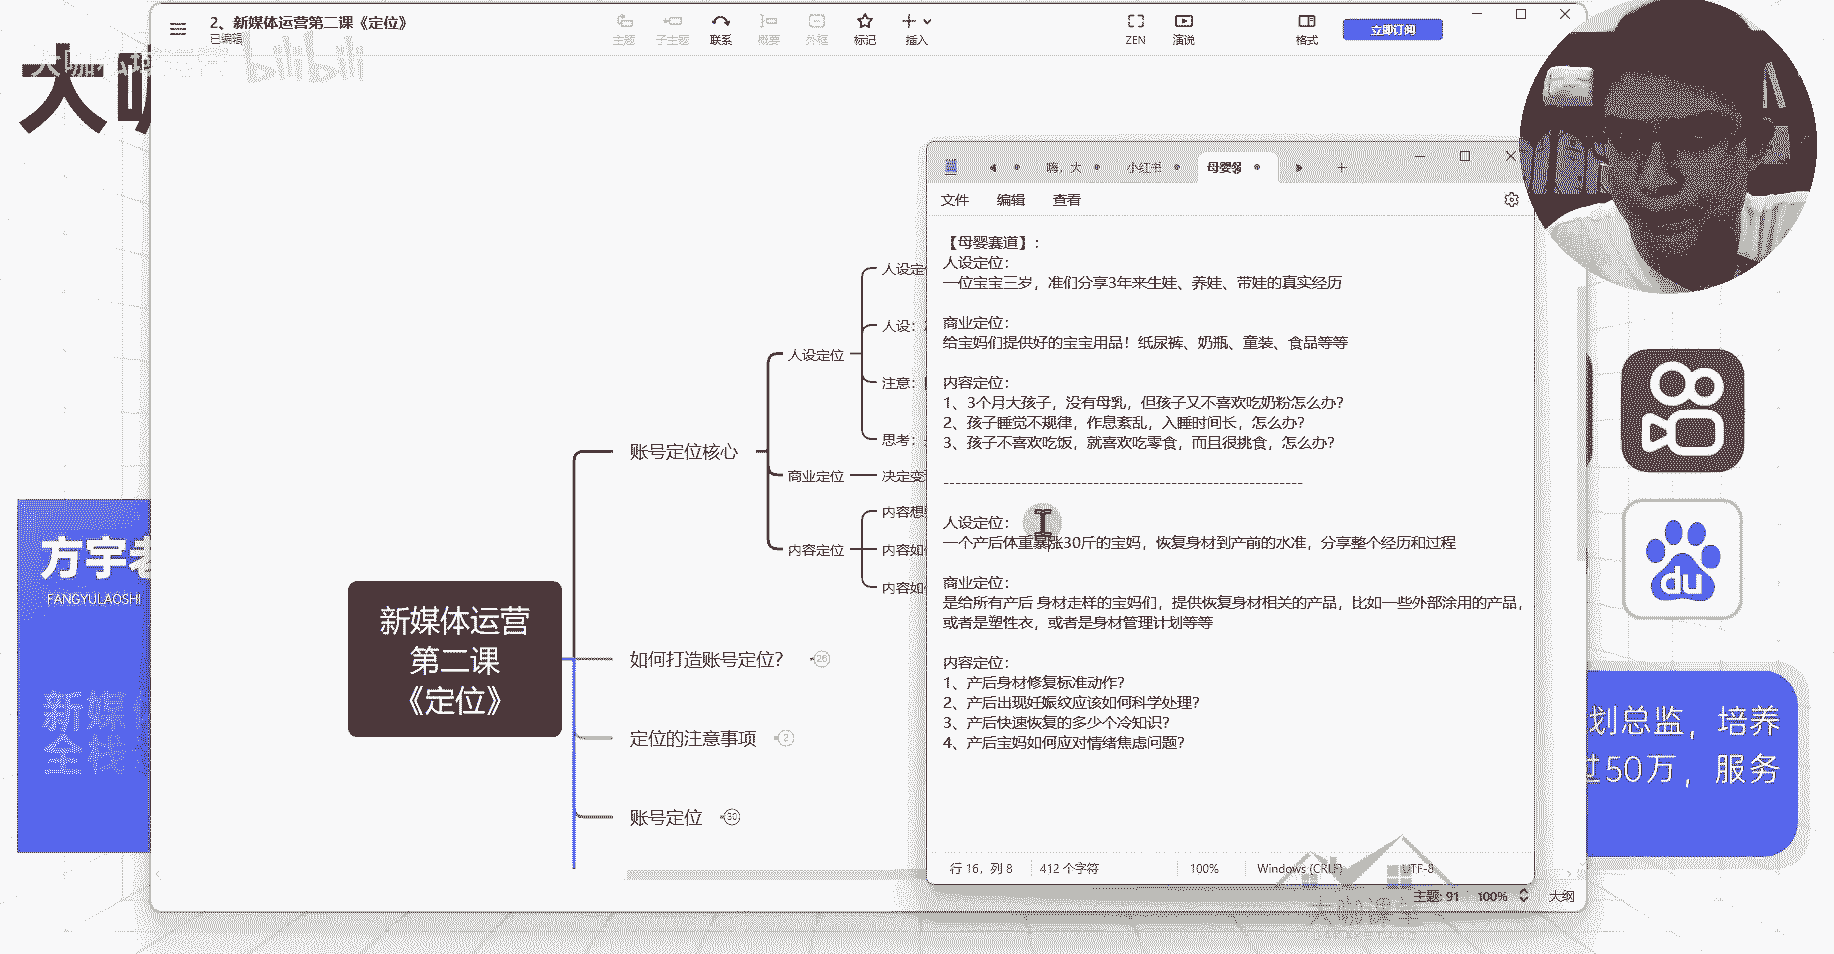 2、新媒体运营第二课《定位》
已编辑
主题
子主题
联系
概要
外框
标记
插入
ZEN
演说
格式
立即订阅
bilibili
大咖
方宇老
FANGYULAOSHI
新媒体
全栈
新媒体运营
第二课
《定位》
账号定位核心
人设定位
人设定
人设：
注意：
思考：
商业定位
决定变
内容定位
内容想
内容如
内容如
如何打造账号定位？
26
定位的注意事项
2
账号定位
30
嗨，大
小红书
母婴赛
文件
编辑
查看
【母婴赛道】：
人设定位：
一位宝宝三岁，准们分享3年来生娃、养娃、带娃的真实经历
商业定位：
给宝妈们提供好的宝宝用品！纸尿裤、奶瓶、童装、食品等等
内容定位：
1、3个月大孩子，没有母乳，但孩子又不喜欢吃奶粉怎么办？
2、孩子睡觉不规律，作息紊乱，入睡时间长，怎么办？
3、孩子不喜欢吃饭，就喜欢吃零食，而且很挑食，怎么办？
------------------------------------------------------------
人设定位：
一个产后体重暴涨30斤的宝妈，恢复身材到产前的水准，分享整个经历和过程
商业定位：
是给所有产后 身材走样的宝妈们，提供恢复身材相关的产品，比如一些外部涂用的产品，
或者是塑性衣，或者是身材管理计划等等
内容定位：
1、产后身材修复标准动作？
2、产后出现妊娠纹应该如何科学处理？
3、产后快速恢复的多少个冷知识？
4、产后宝妈如何应对情绪焦虑问题？
行 16，列 8
412 个字符
100%
Windows (CRLF)
UTF-8
主题: 91
100%
大纲
大咖课堂
du
划总监，培养
过50万，服务